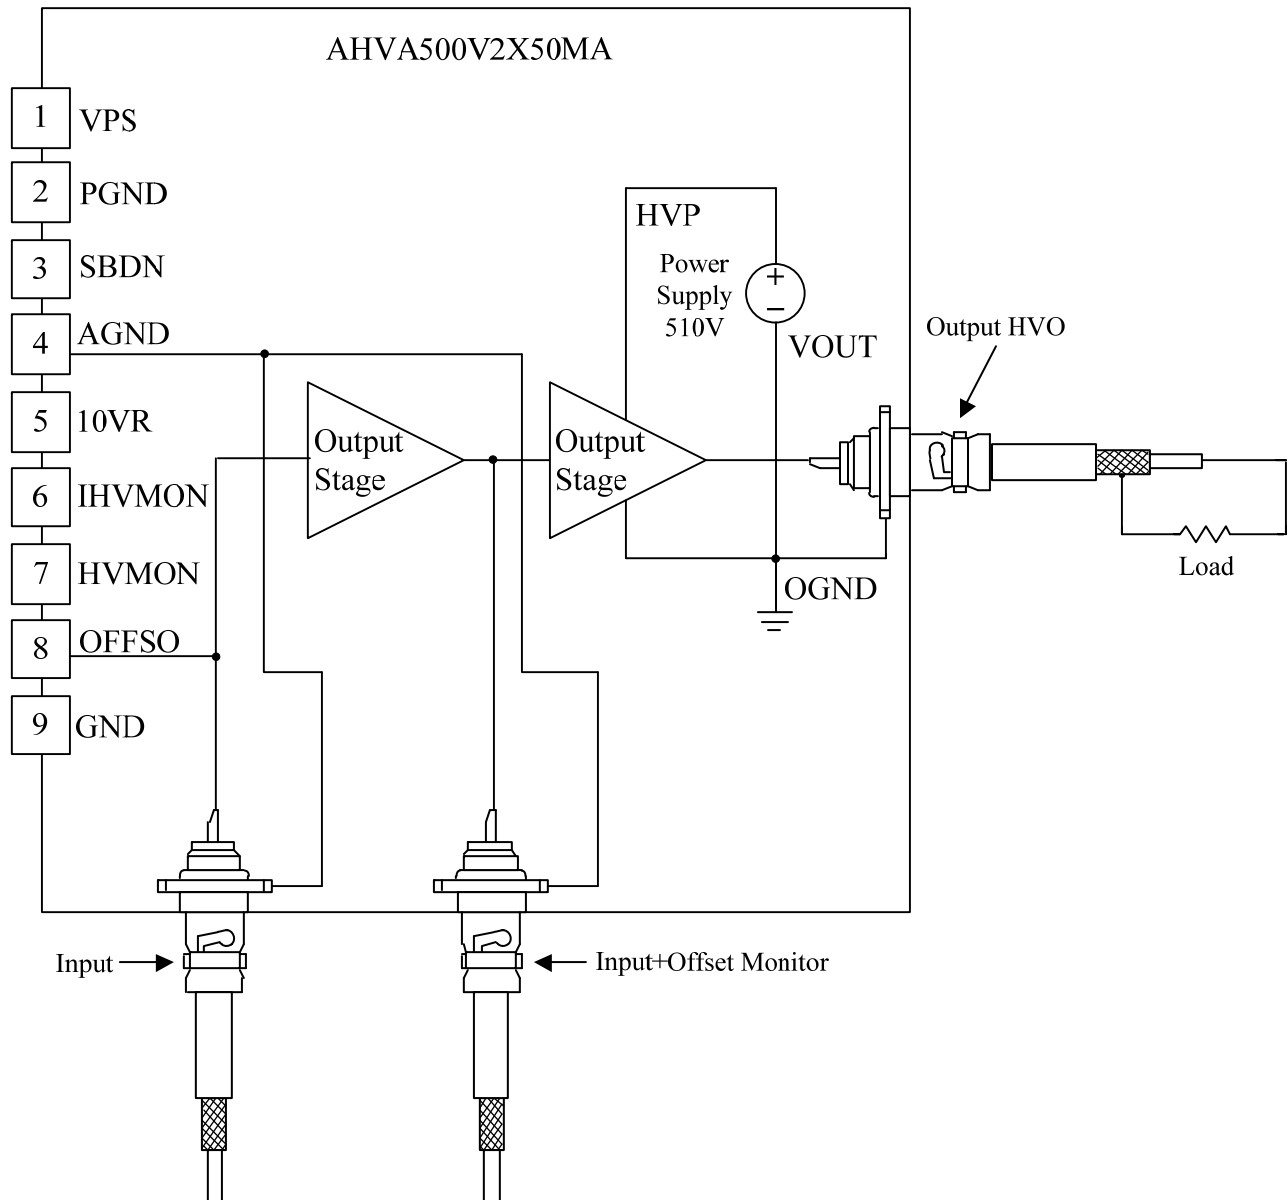 AHVA500V2X50MA
1 VPS
2 PGND
3 SBDN
4 AGND
5 10VR
6 IHVMON
7 HVMON
8 OFFSO
9 GND
HVP
Power
Supply
510V
+
−
VOUT
Output HVO
Output
Stage
Output
Stage
Load
OGND
Input
Input+Offset Monitor